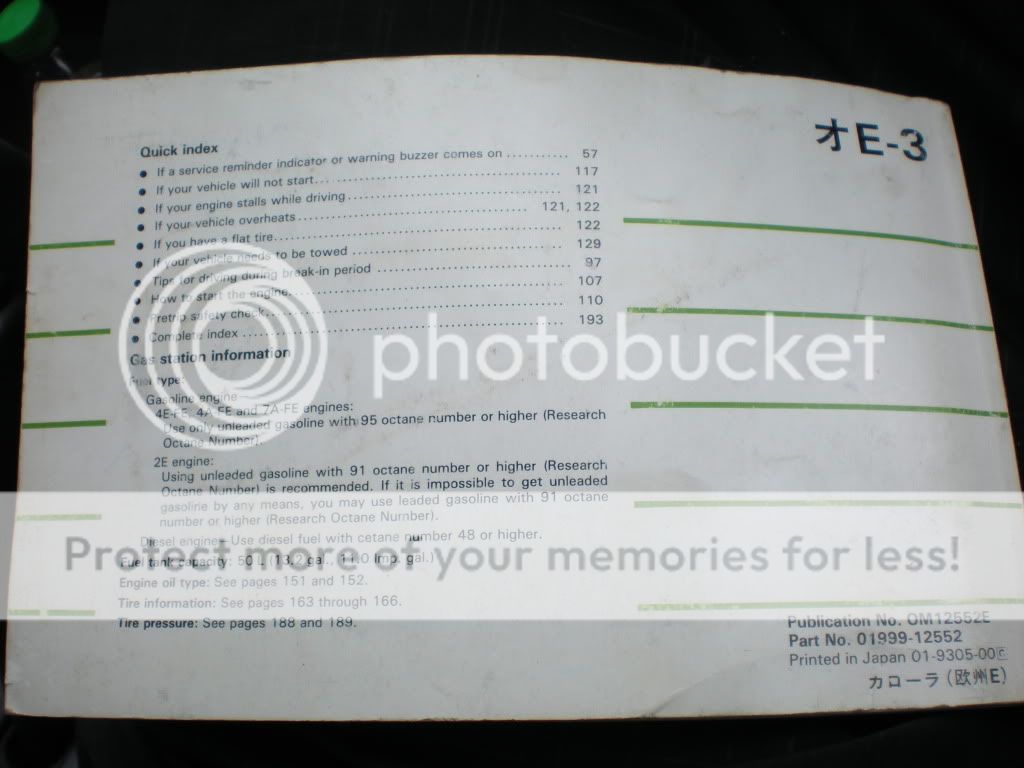 オE-3
Quick index
● If a service reminder indicator or warning buzzer comes on ........... 57
● If your vehicle will not start ........... 117
● If your engine stalls while driving ........... 121
● If your vehicle overheats ........... 121, 122
● If you have a flat tire ........... 122
● If your vehicle needs to be towed ........... 129
● Tips for driving during break-in period ........... 97
● How to start the engine ........... 107
● Pretrip safety check ........... 110
● Complete index ........... 193
Gas station information
Fuel type:
Gasoline engine
4E-FE, 4A-FE and 7A-FE engines:
Use only unleaded gasoline with 95 octane number or higher (Research
Octane Number).
2E engine:
Using unleaded gasoline with 91 octane number or higher (Research
Octane Number) is recommended. If it is impossible to get unleaded
gasoline by any means, you may use leaded gasoline with 91 octane
number or higher (Research Octane Number).
Diesel engine: Use diesel fuel with cetane number 48 or higher.
Fuel tank capacity: 50 L (13.2 gal., 11.0 Imp. gal.)
Engine oil type: See pages 151 and 152.
Tire information: See pages 163 through 166.
Tire pressure: See pages 188 and 189.
Publication No. OM12552E
Part No. 01999-12552
Printed in Japan 01-9305-00 C
カローラ(欧州E)
photobucket
Protect more of your memories for less!